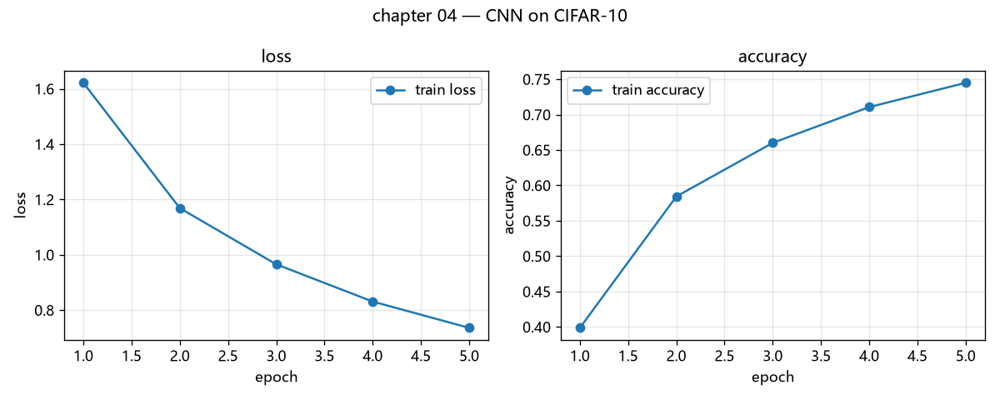 chapter 04 — CNN on CIFAR-10
loss
train loss
1.6
1.4
1.2
1.0
0.8
loss
1.0 1.5 2.0 2.5 3.0 3.5 4.0 4.5 5.0
epoch
accuracy
train accuracy
0.75
0.70
0.65
0.60
0.55
0.50
0.45
0.40
accuracy
1.0 1.5 2.0 2.5 3.0 3.5 4.0 4.5 5.0
epoch